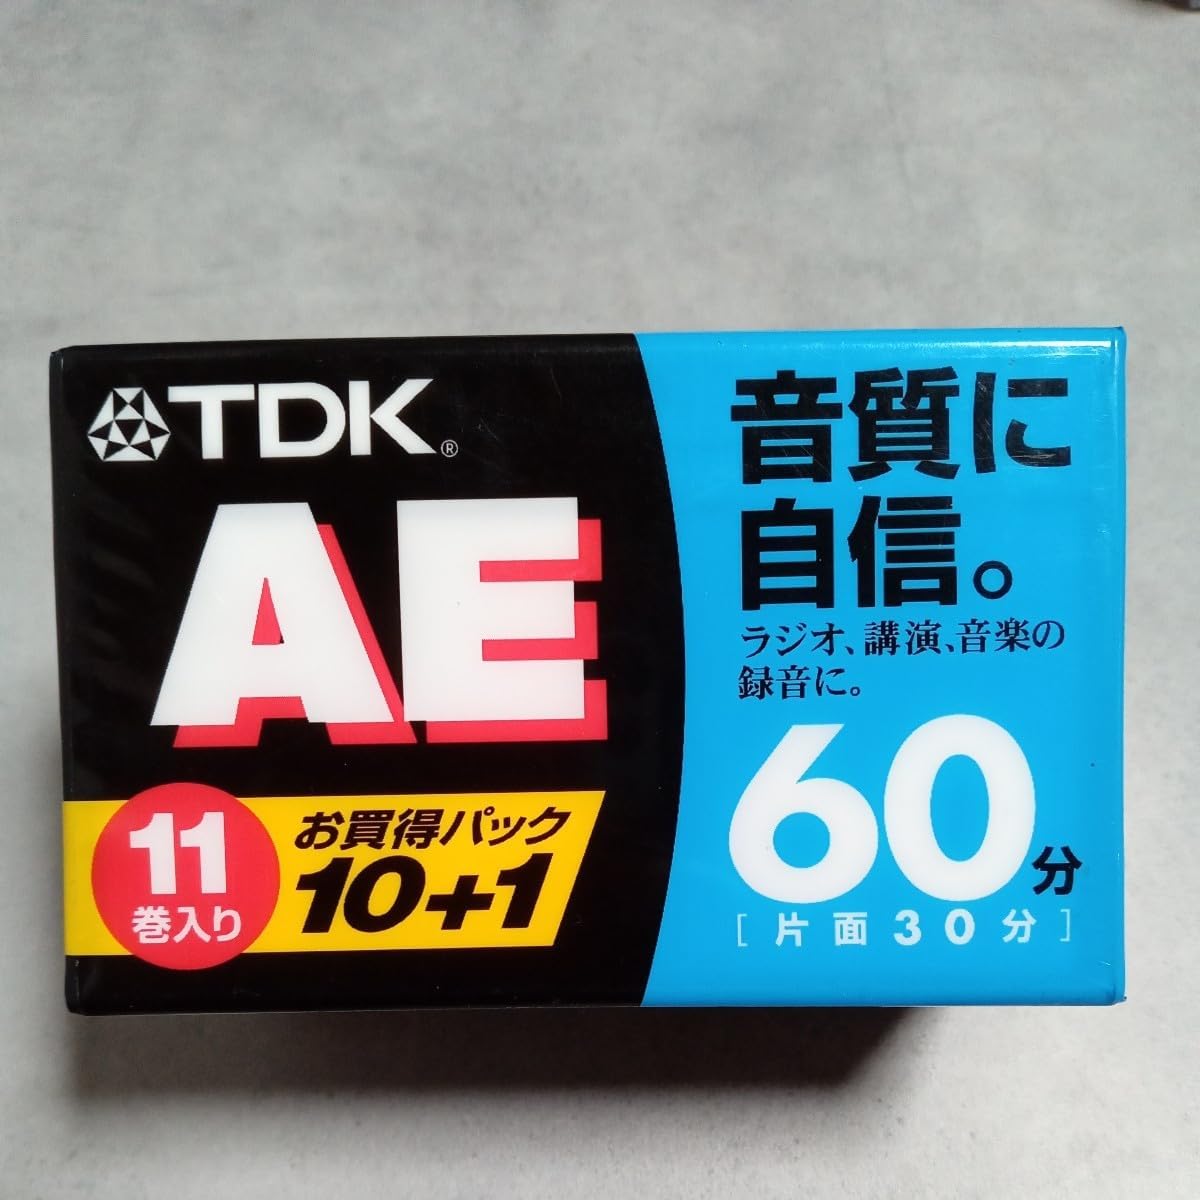 TDK®
AE
11
巻入り
お買得パック
10+1
音質に
自信。
ラジオ、講演、音楽の
録音に。
60分
[片面30分]